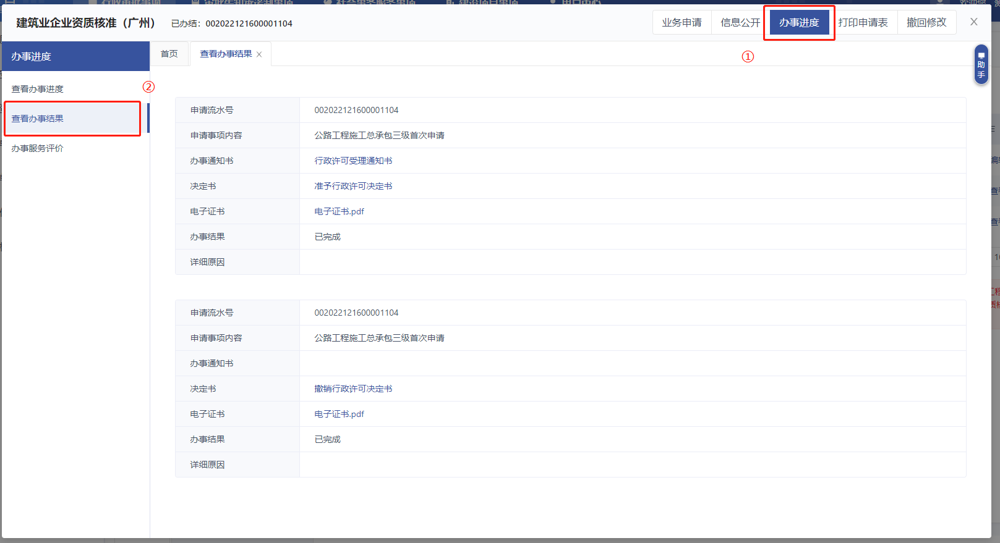 建筑业企业资质核准（广州） 已办结：002022121600001104
业务申请 信息公开 办事进度 打印申请表 撤回修改 X
办事进度
首页 查看办事结果 ×
①
助手
查看办事进度
②
查看办事结果
办事服务评价
申请流水号 002022121600001104
申请事项内容 公路工程施工总承包三级首次申请
办事通知书 行政许可受理通知书
决定书 准予行政许可决定书
电子证书 电子证书.pdf
办事结果 已完成
详细原因
申请流水号 002022121600001104
申请事项内容 公路工程施工总承包三级首次申请
办事通知书
决定书 撤销行政许可决定书
电子证书 电子证书.pdf
办事结果 已完成
详细原因